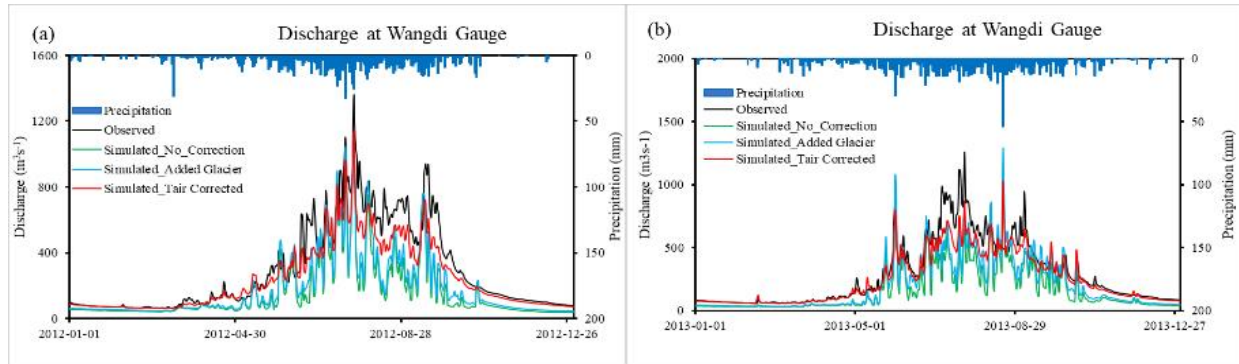 (a)
Discharge at Wangdi Gauge
1600
1200
800
400
0
Discharge (m³s⁻¹)
0
50
100
150
200
Precipitation (mm)
Precipitation
Observed
Simulated_No_Correction
Simulated_Added Glacier
Simulated_Tair Corrected
2012-01-01
2012-04-30
2012-08-28
2012-12-26
(b)
Discharge at Wangdi Gauge
2000
1500
1000
500
0
Discharge (m3s-1)
0
50
100
150
200
Precipitation (mm)
Precipitation
Observed
Simulated_No_Correction
Simulated_Added Glacier
Simulated_Tair Corrected
2013-01-01
2013-05-01
2013-08-29
2013-12-27